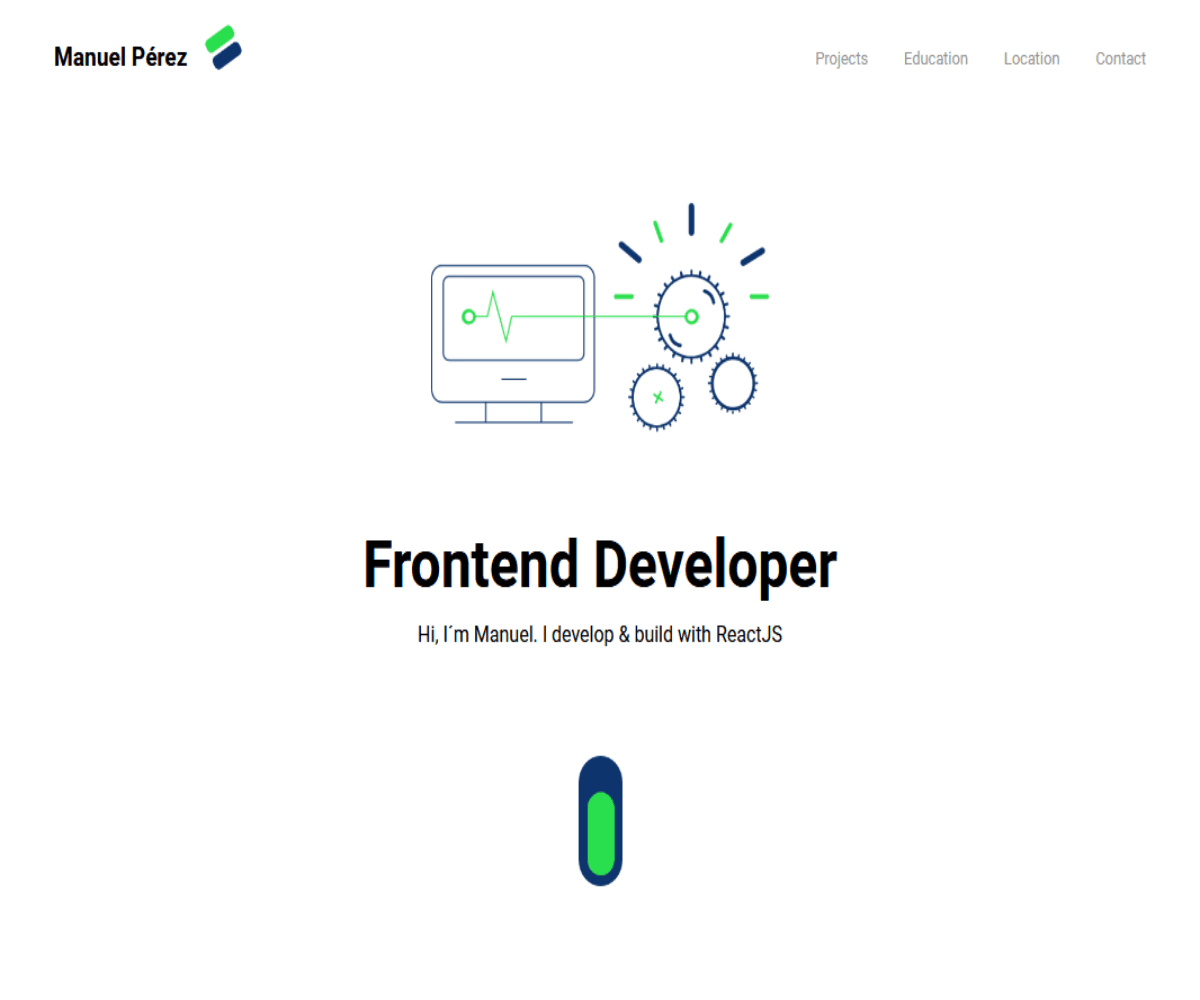 Manuel Pérez
Projects Education Location Contact
Frontend Developer
Hi, I´m Manuel. I develop & build with ReactJS